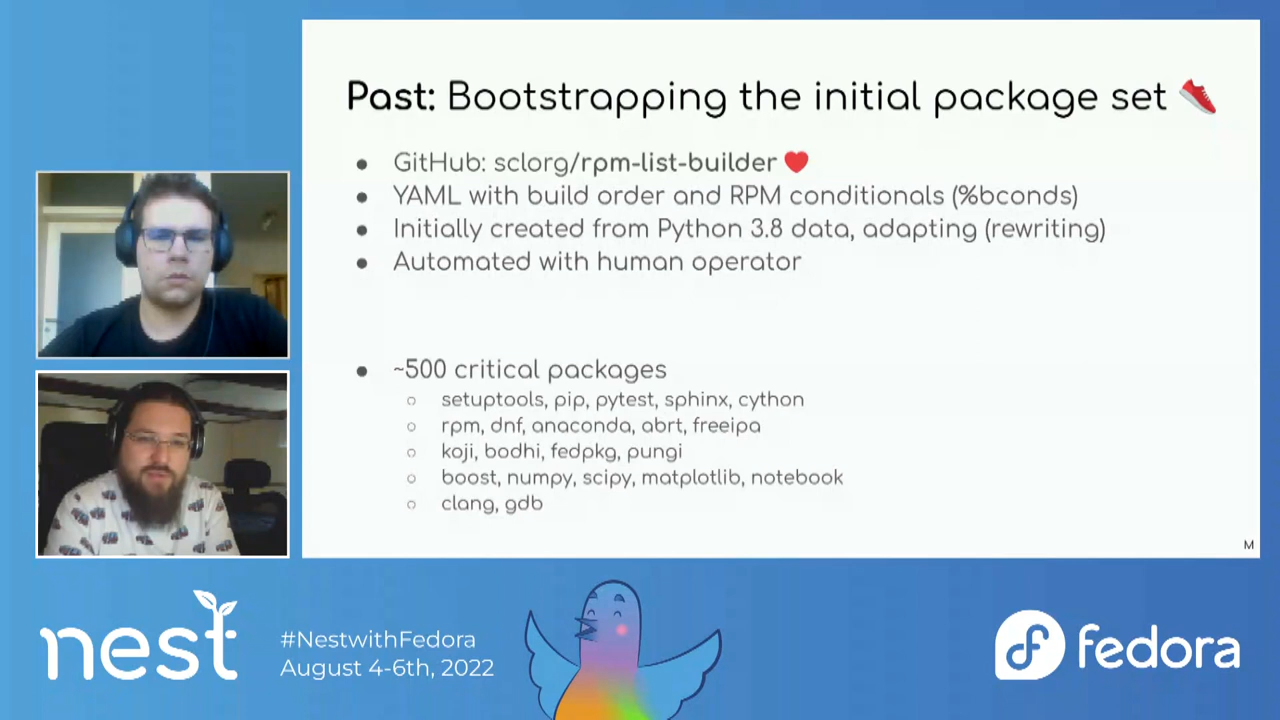 Past: Bootstrapping the initial package set
● GitHub: sclorg/rpm-list-builder
● YAML with build order and RPM conditionals (%bconds)
● Initially created from Python 3.8 data, adapting (rewriting)
● Automated with human operator
● ~500 critical packages
○ setuptools, pip, pytest, sphinx, cython
○ rpm, dnf, anaconda, abrt, freeipa
○ koji, bodhi, fedpkg, pungi
○ boost, numpy, scipy, matplotlib, notebook
○ clang, gdb
M
nest
#NestwithFedora
August 4-6th, 2022
fedora